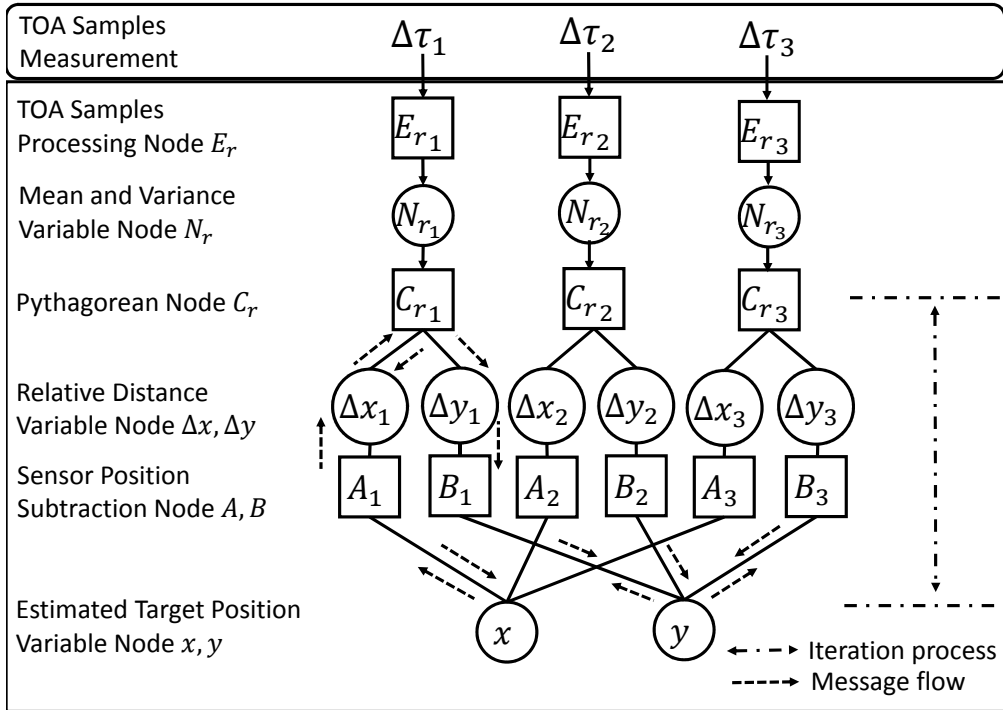 TOA Samples
Measurement
Δτ₁ Δτ₂ Δτ₃
TOA Samples
Processing Node Eᵣ
Eᵣ₁ Eᵣ₂ Eᵣ₃
Mean and Variance
Variable Node Nᵣ
Nᵣ₁ Nᵣ₂ Nᵣ₃
Pythagorean Node Cᵣ
Cᵣ₁ Cᵣ₂ Cᵣ₃
Relative Distance
Variable Node Δx, Δy
Δx₁ Δy₁ Δx₂ Δy₂ Δx₃ Δy₃
Sensor Position
Subtraction Node A, B
A₁ B₁ A₂ B₂ A₃ B₃
Estimated Target Position
Variable Node x, y
x y
Iteration process
Message flow